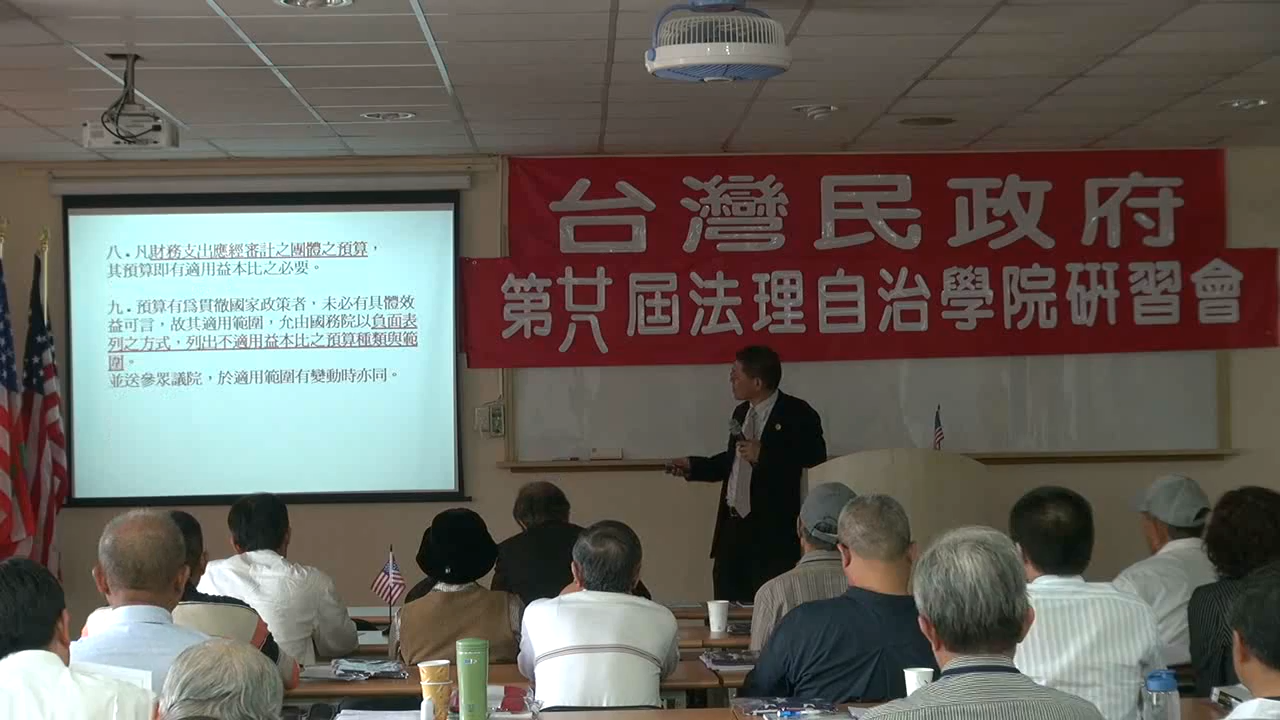 台灣民政府
第廿八屆法理自治學院研習會
八．凡財務支出應經審計之團體之預算，
其預算即有適用益本比之必要。
九．預算有為貫徹國家政策者，未必有具體效
益可言，故其適用範圍，允由國務院以負面表
列之方式，列出不適用益本比之預算種類與範
圍。
並送參眾議院，於適用範圍有變動時亦同。